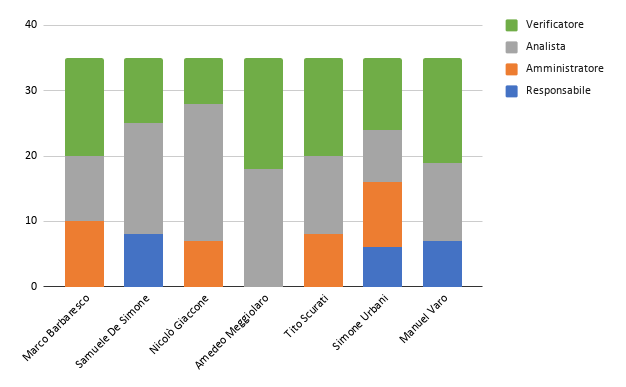 40
30
20
10
0
Verificatore
Analista
Amministratore
Responsabile
Marco Barbaresco
Samuele De Simone
Nicolò Giaccone
Amedeo Meggiolaro
Tito Scurati
Simone Urbani
Manuel Varo